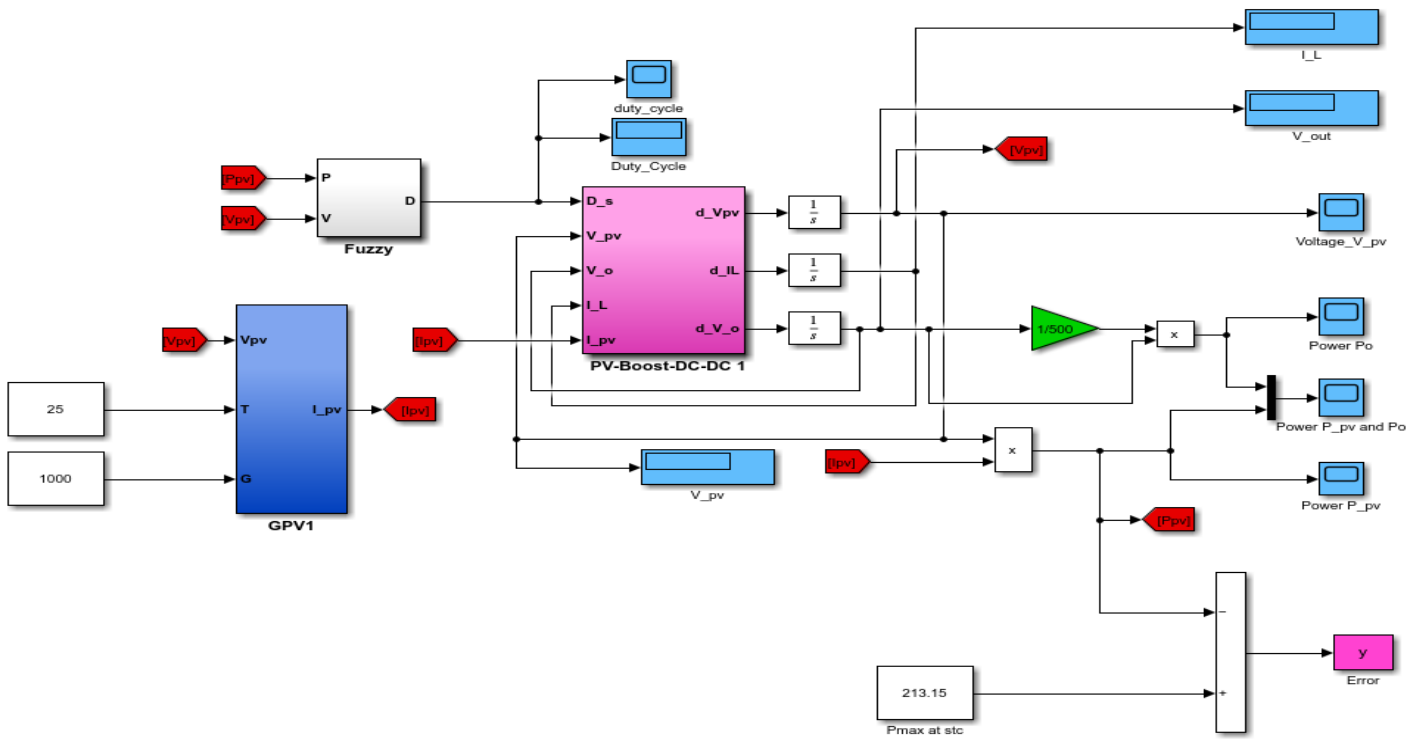 I_L
duty_cycle
V_out
Duty_Cycle
[Vpv]
[Ppv]
P
D
[Vpv]
V
Fuzzy
D_s
d_Vpv
1
s
Voltage_V_pv
V_pv
V_o
d_IL
1
s
I_L
[Vpv]
Vpv
[Ipv]
I_pv
d_V_o
1
s
1/500
x
Power Po
PV-Boost-DC-DC 1
25
T
I_pv
[Ipv]
Power P_pv and Po
1000
G
[Ipv]
x
V_pv
Power P_pv
GPV1
[Ppv]
−
y
Error
213.15
+
Pmax at stc